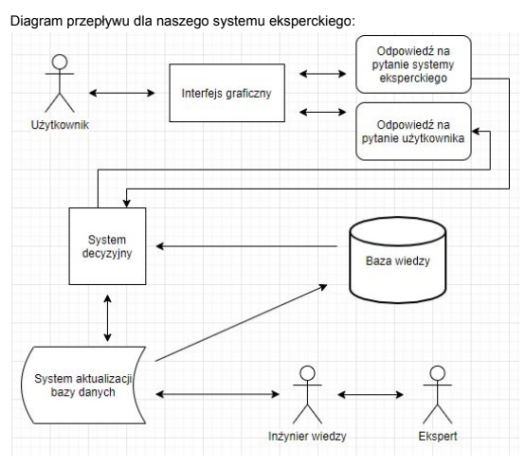 Diagram przepływu dla naszego systemu eksperckiego:
Odpowiedź na
pytanie systemy
eksperckiego
Interfejs graficzny
Użytkownik
Odpowiedź na
pytanie użytkownika
System
decyzyjny
Baza wiedzy
System aktualizacji
bazy danych
Inżynier wiedzy
Ekspert